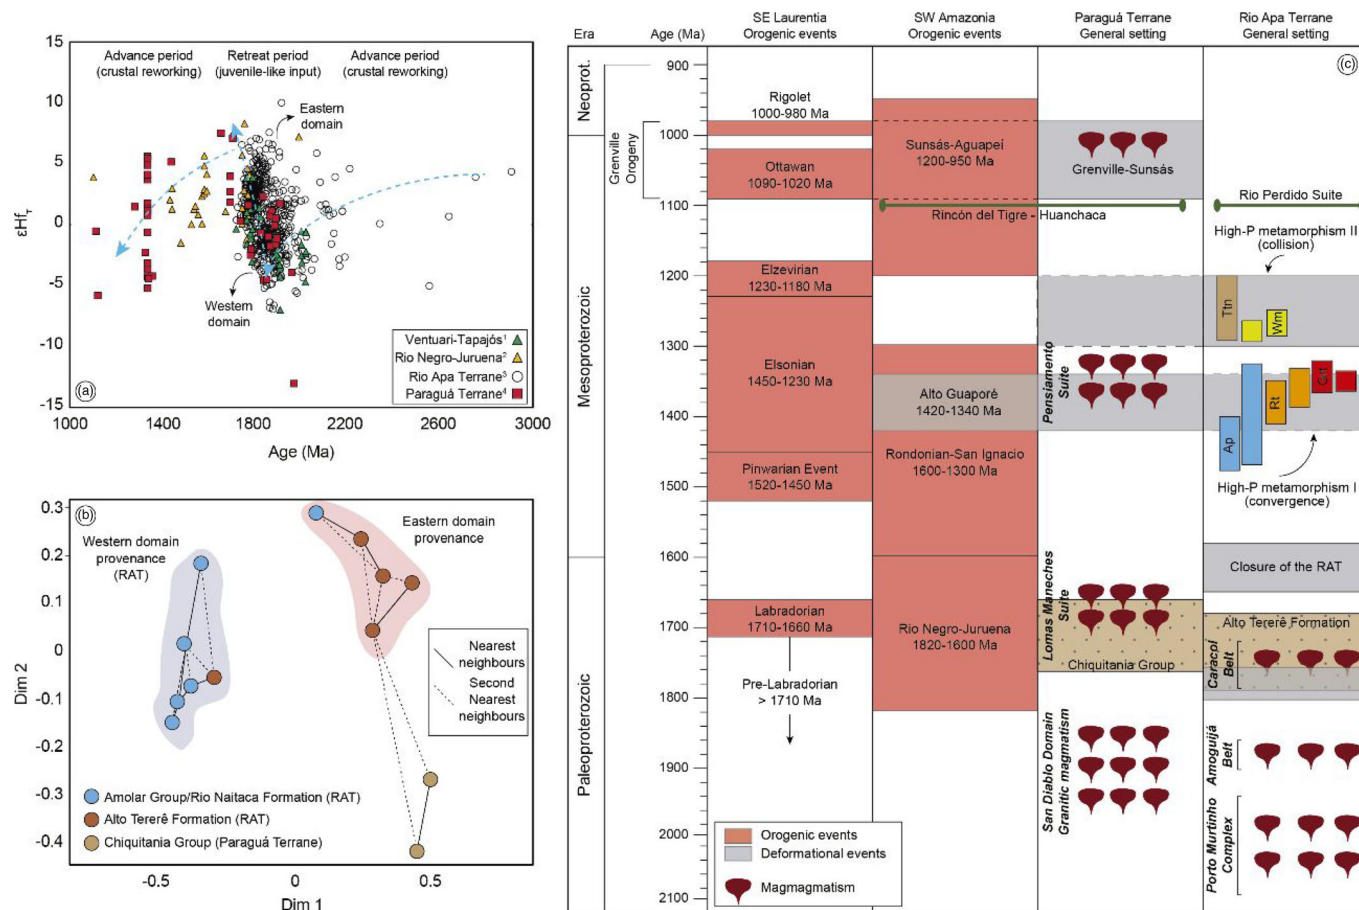 Advance period
(crustal reworking)
Retreat period
(juvenile-like input)
Advance period
(crustal reworking)
15
10
5
0
-5
-10
-15
εHfT
Eastern
domain
Western
domain
Ventuari-Tapajós1
Rio Negro-Juruena2
Rio Apa Terrane3
Paraguá Terrane4
(a)
1000
1400
1800
2200
2600
3000
Age (Ma)
(b)
0.3
0.2
0.1
0
-0.1
-0.2
-0.3
-0.4
Dim 2
Western domain
provenance
(RAT)
Eastern domain
provenance
Nearest
neighbours
Second
Nearest
neighbours
Amolar Group/Rio Naitaca Formation (RAT)
Alto Tererê Formation (RAT)
Chiquitania Group (Paraguá Terrane)
-0.5
0
0.5
Dim 1
Era
Age (Ma)
SE Laurentia
Orogenic events
SW Amazonia
Orogenic events
Paraguá Terrane
General setting
Rio Apa Terrane
General setting
(c)
Neoprot.
Mesoproterozoic
Paleoproterozoic
Grenville
Orogeny
900
1000
1100
1200
1300
1400
1500
1600
1700
1800
2000
2100
Rigolet
1000-980 Ma
Ottawan
1090-1020 Ma
Elzevirian
1230-1180 Ma
Elsonian
1450-1230 Ma
Pinwarian Event
1520-1450 Ma
Labradorian
1710-1660 Ma
Pre-Labradorian
> 1710 Ma
Sunsás-Aguapeí
1200-950 Ma
Rincón del Tigre - Huanchaca
Alto Guaporé
1420-1340 Ma
Rondonian-San Ignacio
1600-1300 Ma
Rio Negro-Juruena
1820-1600 Ma
Grenville-Sunsás
Pensiamento
Suite
Lomas Maneches
Suite
Chiquitania Group
San Diablo Domain
Granitic magmatism
Rio Perdido Suite
High-P metamorphism II
(collision)
Ttn
Wm
Grt
Rt
Ap
High-P metamorphism I
(convergence)
Closure of the RAT
Alto Tererê Formation
Caracol
Belt
Amoguijá
Belt
Porto Murtinho
Complex
Orogenic events
Deformational events
Magmagmatism